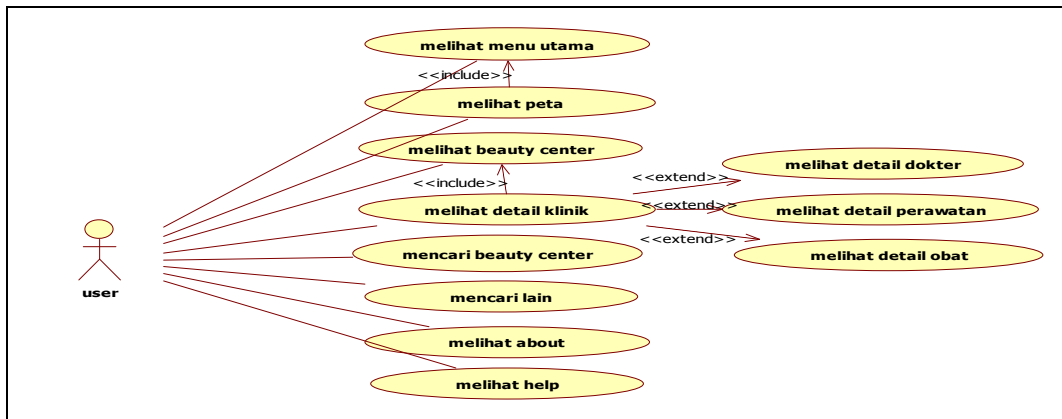 melihat menu utama
<<include>>
melihat peta
melihat beauty center
melihat detail dokter
<<include>>
<<extend>>
melihat detail klinik
<<extend>>
melihat detail perawatan
<<extend>>
mencari beauty center
melihat detail obat
user
mencari lain
melihat about
melihat help